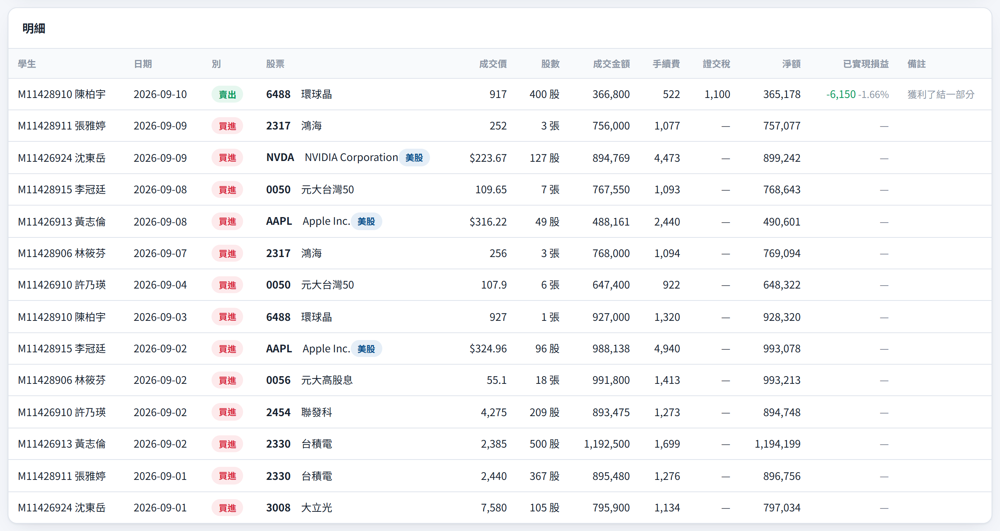 明細
學生 日期 別 股票 成交價 股數 成交金額 手續費 證交稅 淨額 已實現損益 備註
M11428910 陳柏宇 2026-09-10 賣出 6488 環球晶 917 400 股 366,800 522 1,100 365,178 -6,150 -1.66% 獲利了結一部分
M11428911 張雅婷 2026-09-09 買進 2317 鴻海 252 3 張 756,000 1,077 — 757,077 —
M11426924 沈東岳 2026-09-09 買進 NVDA NVIDIA Corporation 美股 $223.67 127 股 894,769 4,473 — 899,242 —
M11428915 李冠廷 2026-09-08 買進 0050 元大台灣50 109.65 7 張 767,550 1,093 — 768,643 —
M11426913 黃志倫 2026-09-08 買進 AAPL Apple Inc. 美股 $316.22 49 股 488,161 2,440 — 490,601 —
M11428906 林筱芬 2026-09-07 買進 2317 鴻海 256 3 張 768,000 1,094 — 769,094 —
M11426910 許乃瑛 2026-09-04 買進 0050 元大台灣50 107.9 6 張 647,400 922 — 648,322 —
M11428910 陳柏宇 2026-09-03 買進 6488 環球晶 927 1 張 927,000 1,320 — 928,320 —
M11428915 李冠廷 2026-09-02 買進 AAPL Apple Inc. 美股 $324.96 96 股 988,138 4,940 — 993,078 —
M11428906 林筱芬 2026-09-02 買進 0056 元大高股息 55.1 18 張 991,800 1,413 — 993,213 —
M11426910 許乃瑛 2026-09-02 買進 2454 聯發科 4,275 209 股 893,475 1,273 — 894,748 —
M11426913 黃志倫 2026-09-02 買進 2330 台積電 2,385 500 股 1,192,500 1,699 — 1,194,199 —
M11428911 張雅婷 2026-09-01 買進 2330 台積電 2,440 367 股 895,480 1,276 — 896,756 —
M11426924 沈東岳 2026-09-01 買進 3008 大立光 7,580 105 股 795,900 1,134 — 797,034 —